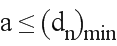 a ≤ (dₙ)ₘᵢₙ